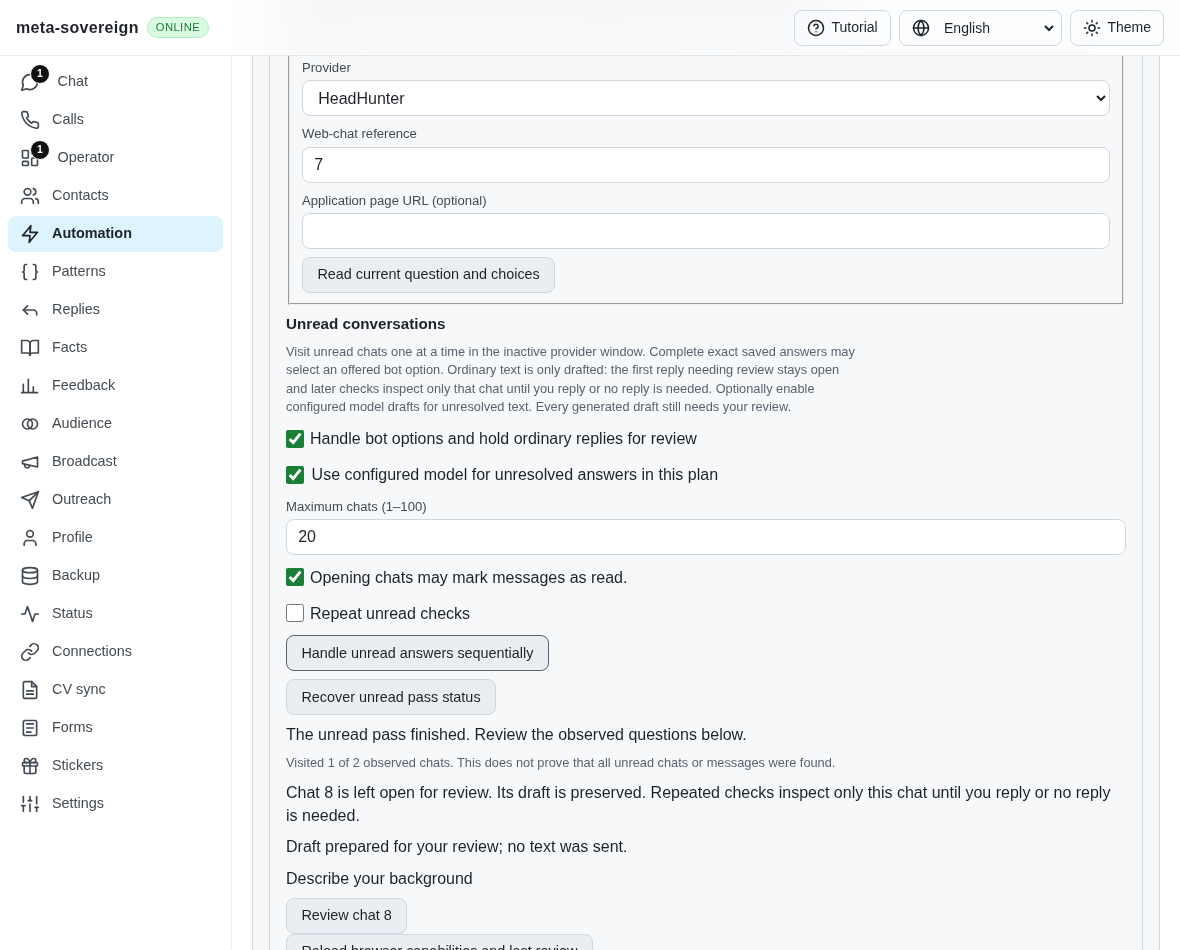 meta-sovereign ONLINE Tutorial English Theme
1 Chat
Calls
1 Operator
Contacts
Automation
Patterns
Replies
Facts
Feedback
Audience
Broadcast
Outreach
Profile
Backup
Status
Connections
CV sync
Forms
Stickers
Settings
Provider
HeadHunter
Web-chat reference
7
Application page URL (optional)
Read current question and choices
Unread conversations
Visit unread chats one at a time in the inactive provider window. Complete exact saved answers may
select an offered bot option. Ordinary text is only drafted: the first reply needing review stays open
and later checks inspect only that chat until you reply or no reply is needed. Optionally enable
configured model drafts for unresolved text. Every generated draft still needs your review.
Handle bot options and hold ordinary replies for review
Use configured model for unresolved answers in this plan
Maximum chats (1–100)
20
Opening chats may mark messages as read.
Repeat unread checks
Handle unread answers sequentially
Recover unread pass status
The unread pass finished. Review the observed questions below.
Visited 1 of 2 observed chats. This does not prove that all unread chats or messages were found.
Chat 8 is left open for review. Its draft is preserved. Repeated checks inspect only this chat until you reply or no reply
is needed.
Draft prepared for your review; no text was sent.
Describe your background
Review chat 8
Reload browser capabilities and last review